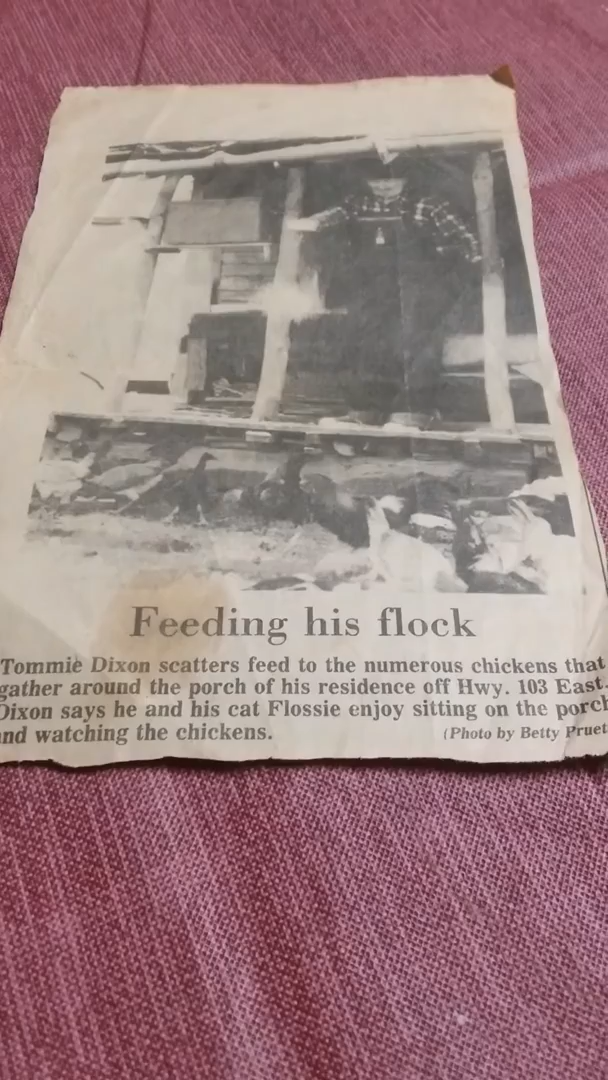 Feeding his flock
Tommie Dixon scatters feed to the numerous chickens that
gather around the porch of his residence off Hwy. 103 East.
Dixon says he and his cat Flossie enjoy sitting on the porch
and watching the chickens.
(Photo by Betty Pruet